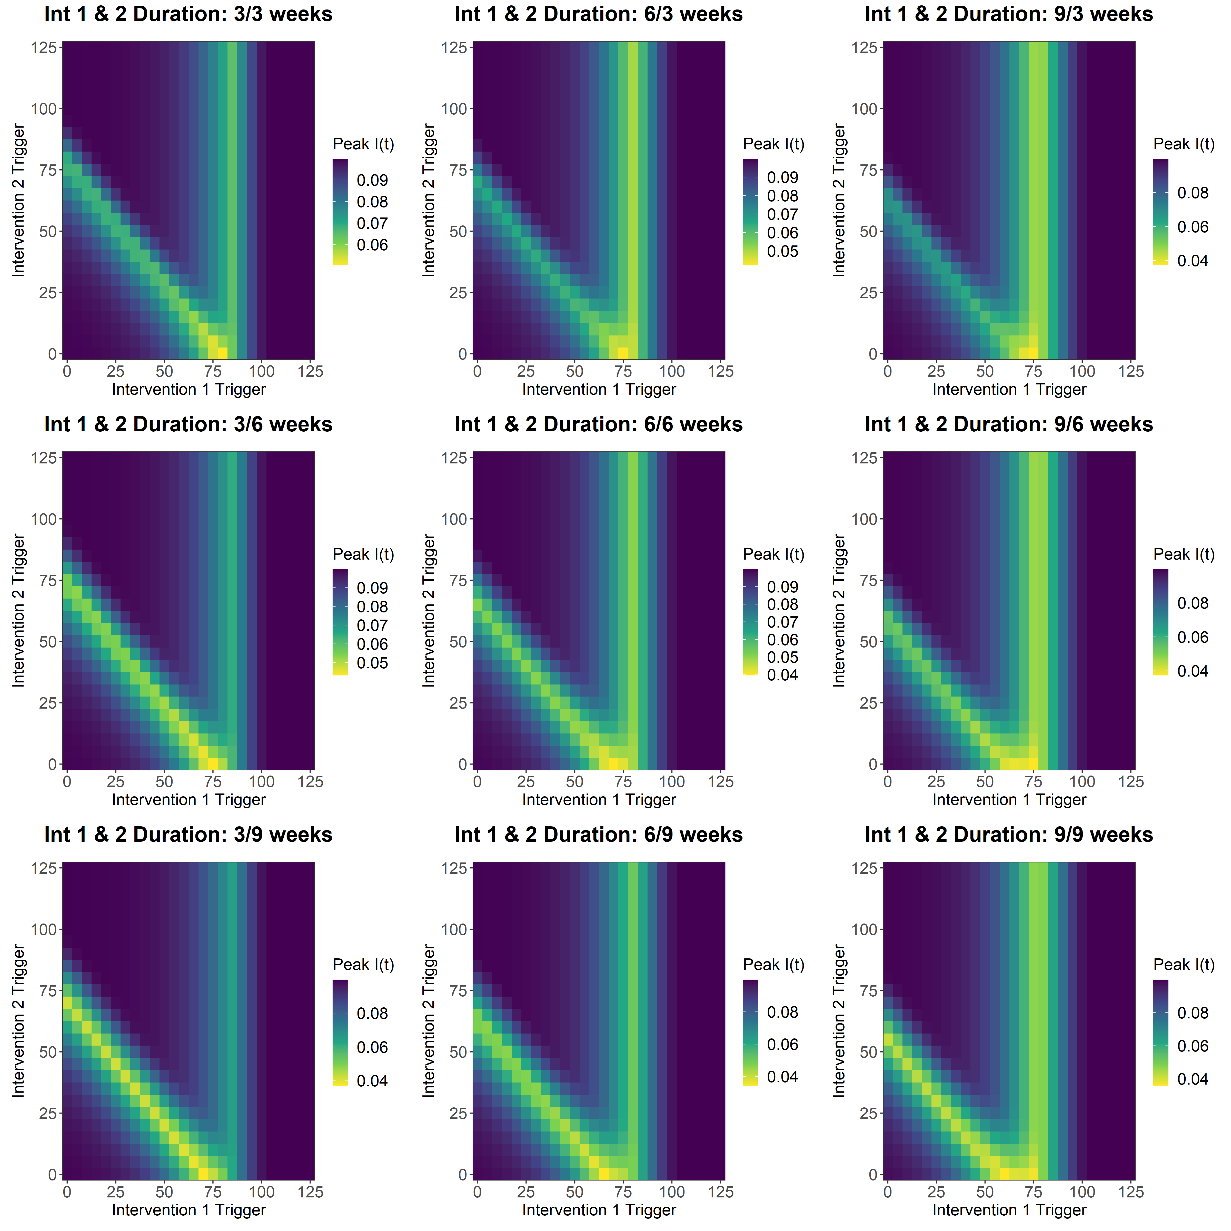 Int 1 & 2 Duration: 3/3 weeks
Int 1 & 2 Duration: 6/3 weeks
Int 1 & 2 Duration: 9/3 weeks
125
100
75
50
25
0
Intervention 2 Trigger
0 25 50 75 100 125
Intervention 1 Trigger
Peak I(t)
0.09
0.08
0.07
0.06
125
100
75
50
25
0
Intervention 2 Trigger
0 25 50 75 100 125
Intervention 1 Trigger
Peak I(t)
0.09
0.08
0.07
0.06
0.05
125
100
75
50
25
0
Intervention 2 Trigger
0 25 50 75 100 125
Intervention 1 Trigger
Peak I(t)
0.08
0.06
0.04
Int 1 & 2 Duration: 3/6 weeks
Int 1 & 2 Duration: 6/6 weeks
Int 1 & 2 Duration: 9/6 weeks
125
100
75
50
25
0
Intervention 2 Trigger
0 25 50 75 100 125
Intervention 1 Trigger
Peak I(t)
0.09
0.08
0.07
0.06
0.05
125
100
75
50
25
0
Intervention 2 Trigger
0 25 50 75 100 125
Intervention 1 Trigger
Peak I(t)
0.09
0.08
0.07
0.06
0.05
0.04
125
100
75
50
25
0
Intervention 2 Trigger
0 25 50 75 100 125
Intervention 1 Trigger
Peak I(t)
0.08
0.06
0.04
Int 1 & 2 Duration: 3/9 weeks
Int 1 & 2 Duration: 6/9 weeks
Int 1 & 2 Duration: 9/9 weeks
125
100
75
50
25
0
Intervention 2 Trigger
0 25 50 75 100 125
Intervention 1 Trigger
Peak I(t)
0.08
0.06
0.04
125
100
75
50
25
0
Intervention 2 Trigger
0 25 50 75 100 125
Intervention 1 Trigger
Peak I(t)
0.08
0.06
0.04
125
100
75
50
25
0
Intervention 2 Trigger
0 25 50 75 100 125
Intervention 1 Trigger
Peak I(t)
0.08
0.06
0.04